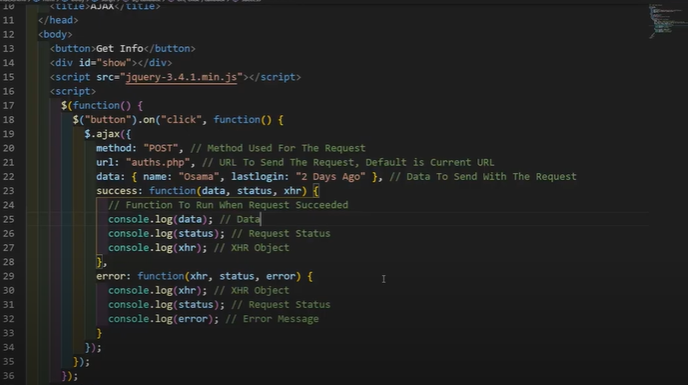 10 <title>AJAX</title>
11 </head>
12 <body>
13 <button>Get Info</button>
14 <div id="show"></div>
15 <script src="jquery-3.4.1.min.js"></script>
16 <script>
17 $(function() {
18 $("button").on("click", function() {
19 $.ajax({
20 method: "POST", // Method Used For The Request
21 url: "auths.php", // URL To Send The Request, Default is Current URL
22 data: { name: "Osama", lastlogin: "2 Days Ago" }, // Data To Send With The Request
23 success: function(data, status, xhr) {
24 // Function To Run When Request Succeeded
25 console.log(data); // Data
26 console.log(status); // Request Status
27 console.log(xhr); // XHR Object
28 },
29 error: function(xhr, status, error) {
30 console.log(xhr); // XHR Object
31 console.log(status); // Request Status
32 console.log(error); // Error Message
33 }
34 });
35 });
36 });